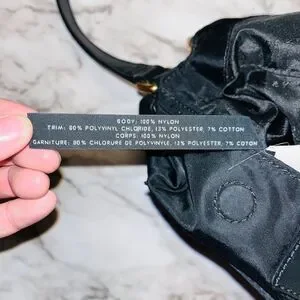 BODY: 100% NYLON
TRIM: 80% POLYVINYL CHLORIDE, 13% POLYESTER, 7% COTTON
CORPS: 100% NYLON
GARNITURE: 80% CHLORURE DE POLYVINYLE, 13% POLYESTER, 7% COTON